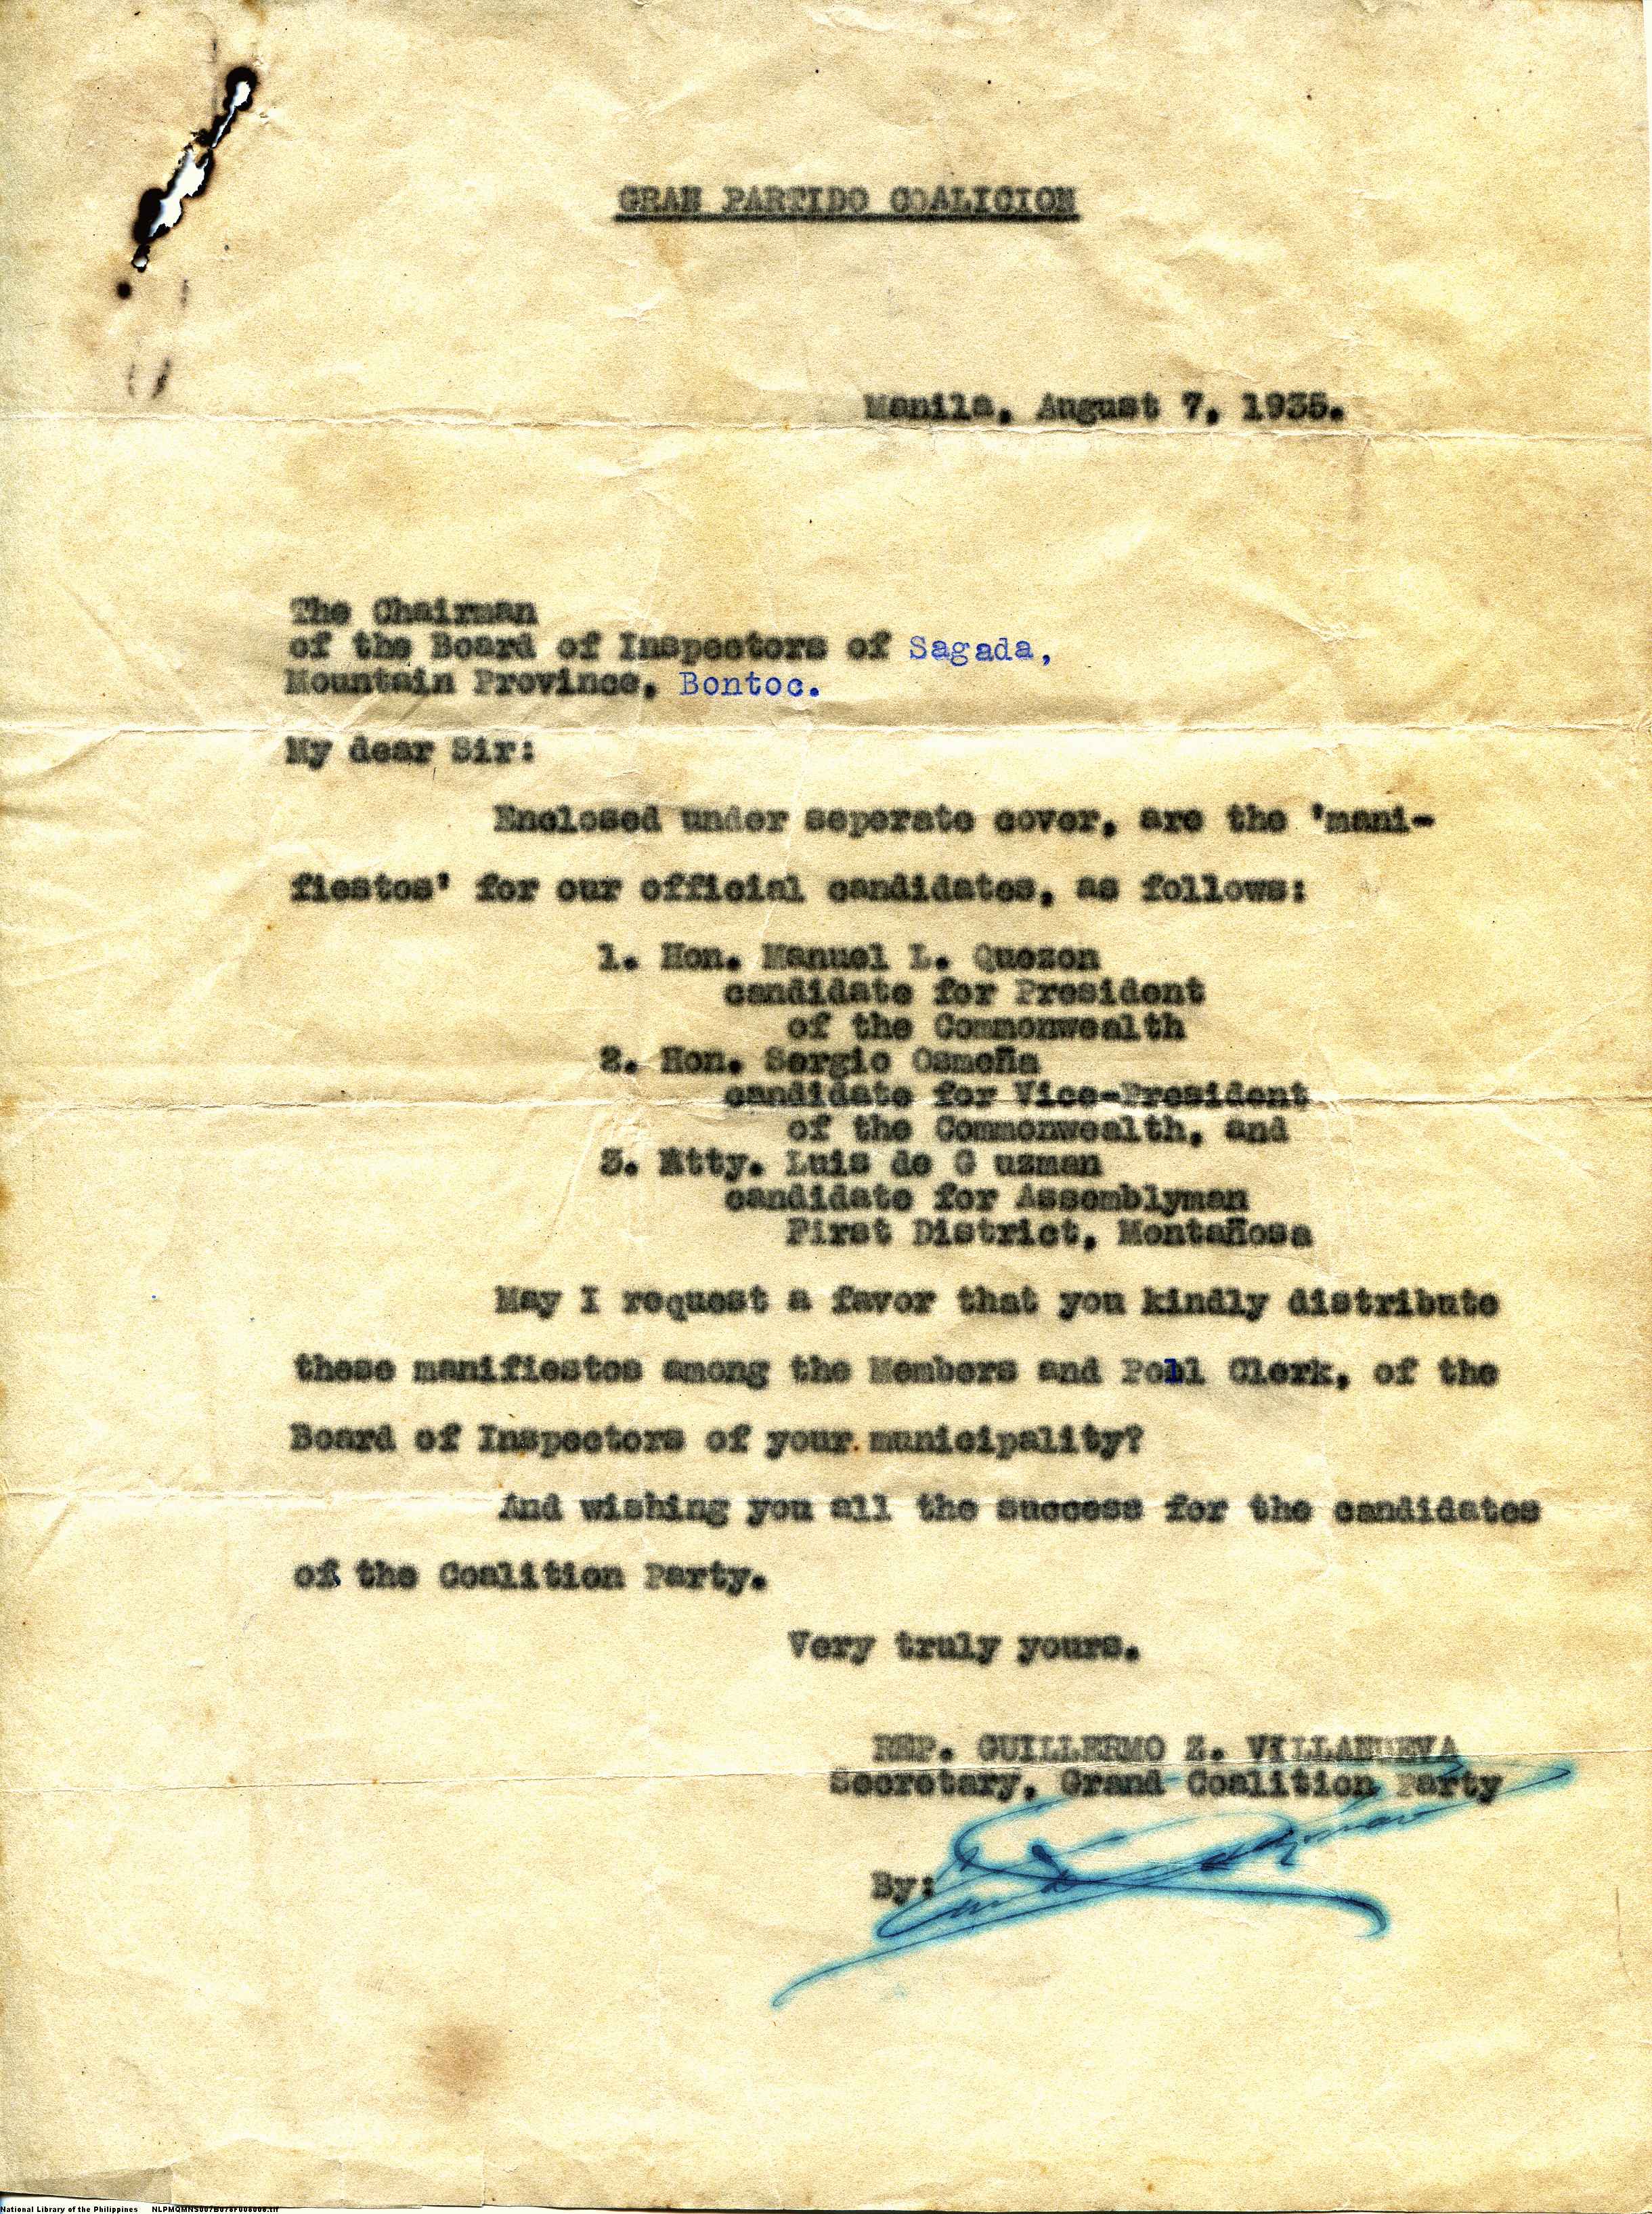 GRAN PARTIDO COALICION
Manila, August 7, 1935.
The Chairman
of the Board of Inspectors of Sagada,
Mountain Province, Bontoc.
My dear Sir:
Enclosed under seperate cover, are the 'mani-
fiestos' for our official candidates, as follows:
1. Hon. Manuel L. Quezon
candidate for President
of the Commonwealth
2. Hon. Sergio Osmeña
candidate for Vice-President
of the Commonwealth, and
3. Atty. Luis de G uzman
candidate for Assemblyman
First District, Montañosa
May I request a favor that you kindly distribute
these manifiestos among the Members and Poll Clerk, of the
Board of Inspectors of your municipality?
And wishing you all the success for the candidates
of the Coalition Party.
Very truly yours.
REP. GUILLERMO Z. VILLANUEVA
Secretary, Grand Coalition Party
By:
National Library of the Philippines